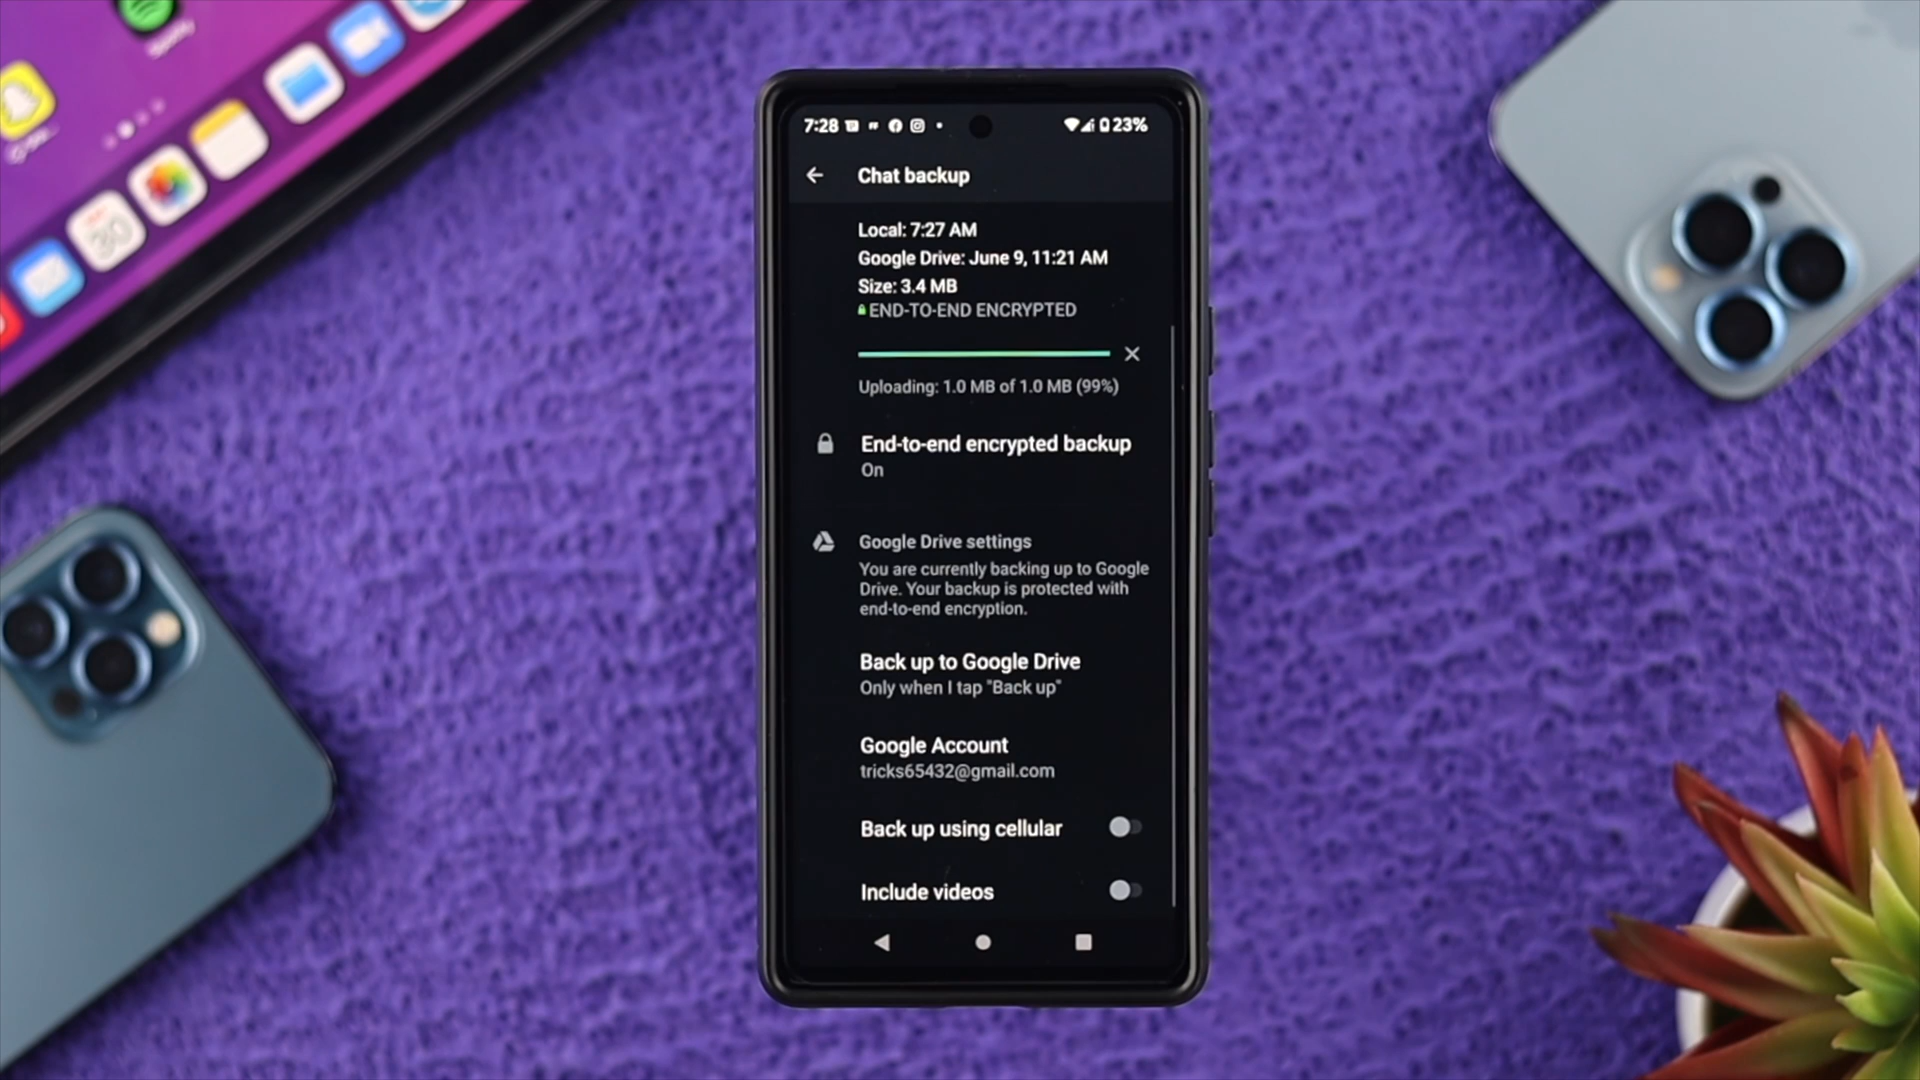 7:28 23%
Chat backup
Local: 7:27 AM
Google Drive: June 9, 11:21 AM
Size: 3.4 MB
END-TO-END ENCRYPTED
Uploading: 1.0 MB of 1.0 MB (99%)
End-to-end encrypted backup
On
Google Drive settings
You are currently backing up to Google
Drive. Your backup is protected with
end-to-end encryption.
Back up to Google Drive
Only when I tap "Back up"
Google Account
tricks65432@gmail.com
Back up using cellular
Include videos
Spotify
30